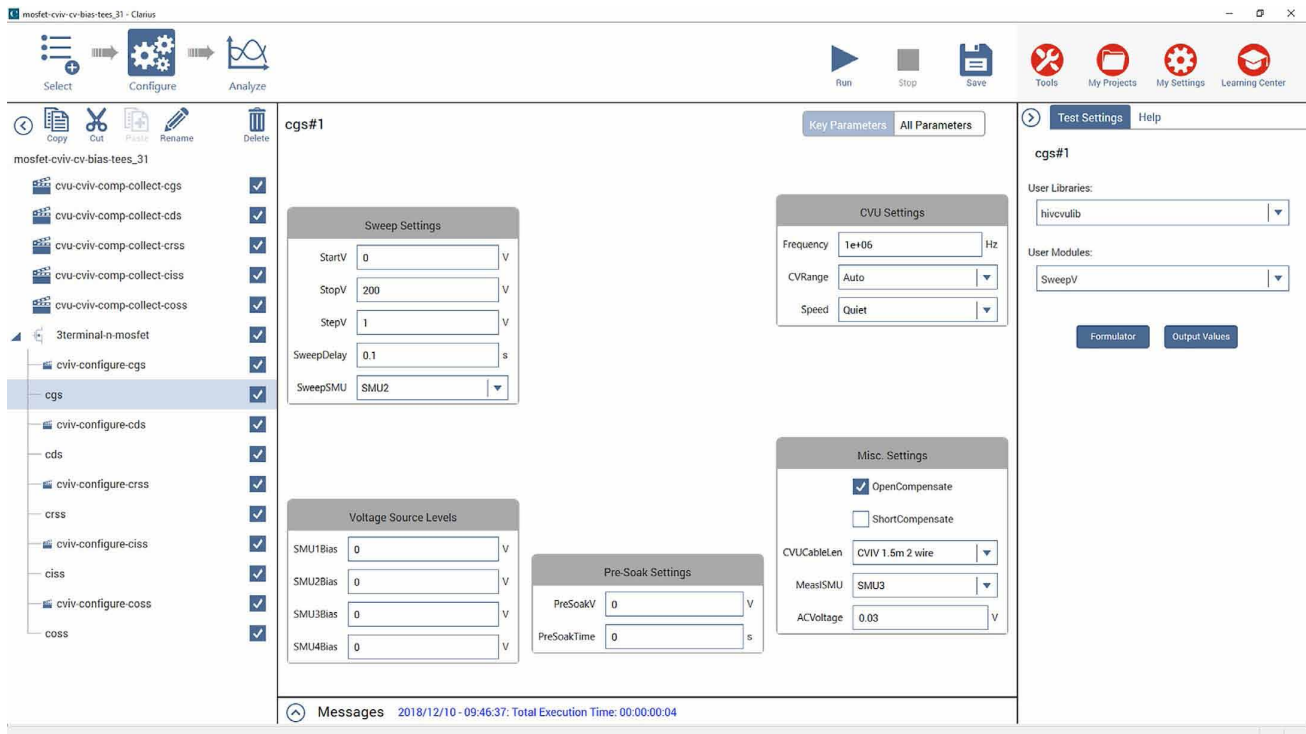 mosfet-cviv-cv-bias-tees_31 - Clarius
Select
Configure
Analyze
Run
Stop
Save
Tools
My Projects
My Settings
Learning Center
Copy
Cut
Paste
Rename
Delete
mosfet-cviv-cv-bias-tees_31
cvu-cviv-comp-collect-cgs
cvu-cviv-comp-collect-cds
cvu-cviv-comp-collect-crss
cvu-cviv-comp-collect-ciss
cvu-cviv-comp-collect-coss
3terminal-n-mosfet
cviv-configure-cgs
cgs
cviv-configure-cds
cds
cviv-configure-crss
crss
cviv-configure-ciss
ciss
cviv-configure-coss
coss
cgs#1
Key Parameters
All Parameters
Sweep Settings
StartV 0 V
StopV 200 V
StepV 1 V
SweepDelay 0.1 s
SweepSMU SMU2
Voltage Source Levels
SMU1Bias 0 V
SMU2Bias 0 V
SMU3Bias 0 V
SMU4Bias 0 V
Pre-Soak Settings
PreSoakV 0 V
PreSoakTime 0 s
CVU Settings
Frequency 1e+06 Hz
CVRange Auto
Speed Quiet
Misc. Settings
OpenCompensate
ShortCompensate
CVUCableLen CVIV 1.5m 2 wire
MeasISMU SMU3
ACVoltage 0.03 V
Messages 2018/12/10 - 09:46:37: Total Execution Time: 00:00:00:04
Test Settings
Help
cgs#1
User Libraries:
hivcvulib
User Modules:
SweepV
Formulator
Output Values